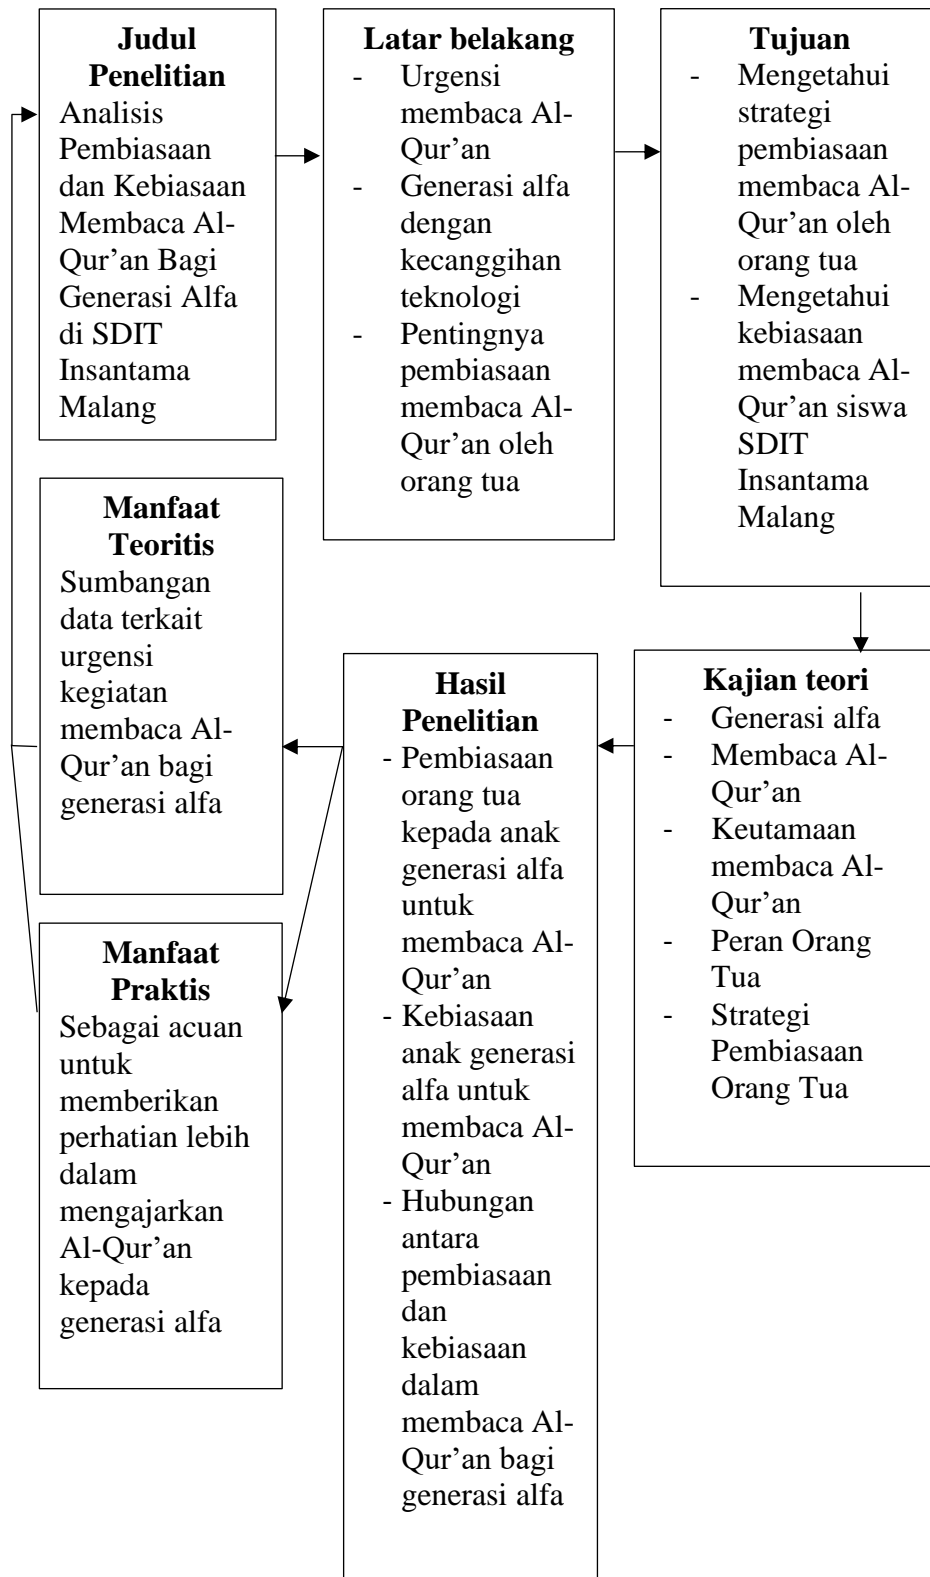 Judul
Penelitian
Analisis
Pembiasaan
dan Kebiasaan
Membaca Al-
Qur’an Bagi
Generasi Alfa
di SDIT
Insantama
Malang
Latar belakang
- Urgensi
membaca Al-
Qur’an
- Generasi alfa
dengan
kecanggihan
teknologi
- Pentingnya
pembiasaan
membaca Al-
Qur’an oleh
orang tua
Tujuan
- Mengetahui
strategi
pembiasaan
membaca Al-
Qur’an oleh
orang tua
- Mengetahui
kebiasaan
membaca Al-
Qur’an siswa
SDIT
Insantama
Malang
Kajian teori
- Generasi alfa
- Membaca Al-
Qur’an
- Keutamaan
membaca Al-
Qur’an
- Peran Orang
Tua
- Strategi
Pembiasaan
Orang Tua
Hasil
Penelitian
- Pembiasaan
orang tua
kepada anak
generasi alfa
untuk
membaca Al-
Qur’an
- Kebiasaan
anak generasi
alfa untuk
membaca Al-
Qur’an
- Hubungan
antara
pembiasaan
dan
kebiasaan
dalam
membaca Al-
Qur’an bagi
generasi alfa
Manfaat
Teoritis
Sumbangan
data terkait
urgensi
kegiatan
membaca Al-
Qur’an bagi
generasi alfa
Manfaat
Praktis
Sebagai acuan
untuk
memberikan
perhatian lebih
dalam
mengajarkan
Al-Qur’an
kepada
generasi alfa